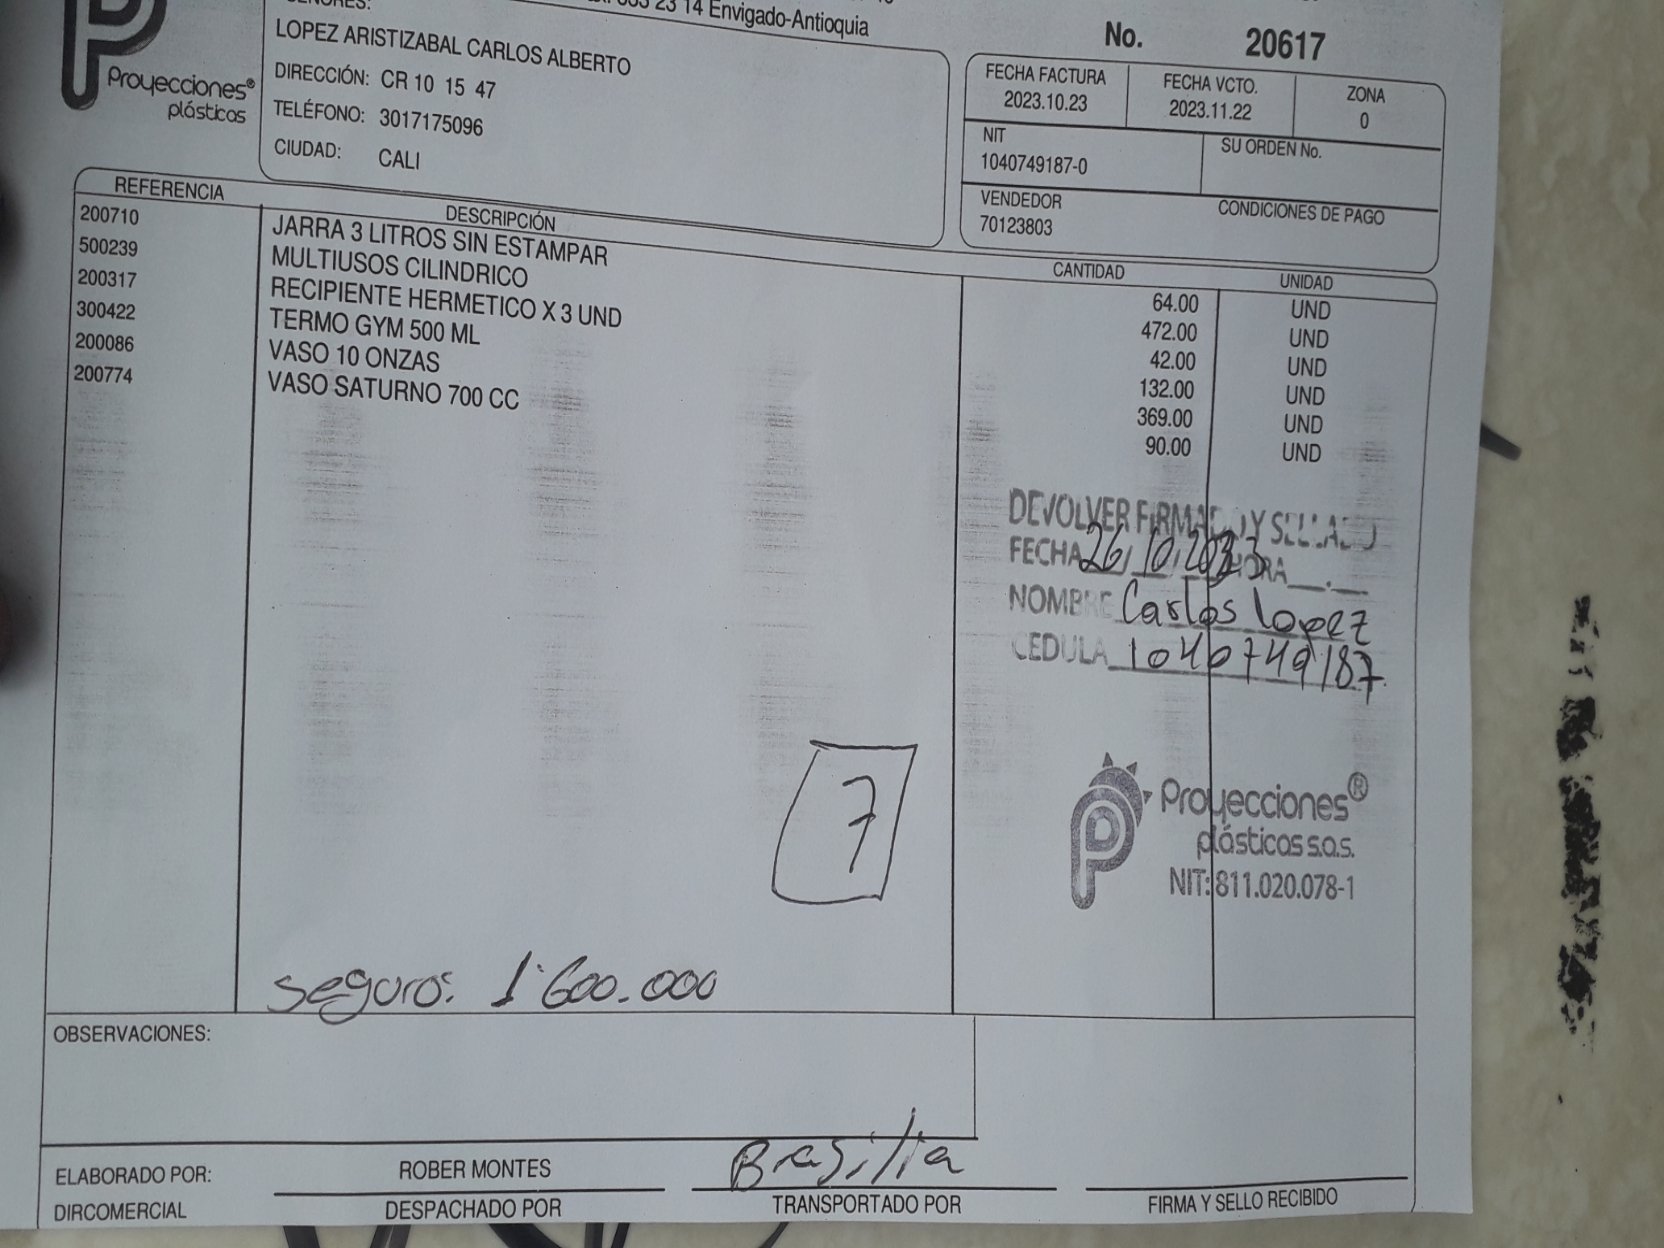 23 14 Envigado-Antioquia
SEÑORES:
LOPEZ ARISTIZABAL CARLOS ALBERTO
DIRECCIÓN: CR 10 15 47
TELÉFONO: 3017175096
CIUDAD: CALI
Proyecciones®
plásticas
No. 20617
FECHA FACTURA
2023.10.23
FECHA VCTO.
2023.11.22
ZONA
0
NIT
1040749187-0
SU ORDEN No.
VENDEDOR
70123803
CONDICIONES DE PAGO
REFERENCIA DESCRIPCIÓN CANTIDAD UNIDAD
200710 JARRA 3 LITROS SIN ESTAMPAR 64.00 UND
500239 MULTIUSOS CILINDRICO 472.00 UND
200317 RECIPIENTE HERMETICO X 3 UND 42.00 UND
300422 TERMO GYM 500 ML 132.00 UND
200086 VASO 10 ONZAS 369.00 UND
200774 VASO SATURNO 700 CC 90.00 UND
DEVOLVER FIRMADO Y SELLADO
FECHA 26/10/2023 HORA
NOMBRE Carlos Lopez
CEDULA 1040749187
7
Proyecciones®
plásticas s.a.s.
NIT: 811.020.078-1
seguro: 1'600.000
OBSERVACIONES:
ELABORADO POR:
DIRCOMERCIAL
ROBER MONTES
DESPACHADO POR
Brasilia
TRANSPORTADO POR
FIRMA Y SELLO RECIBIDO